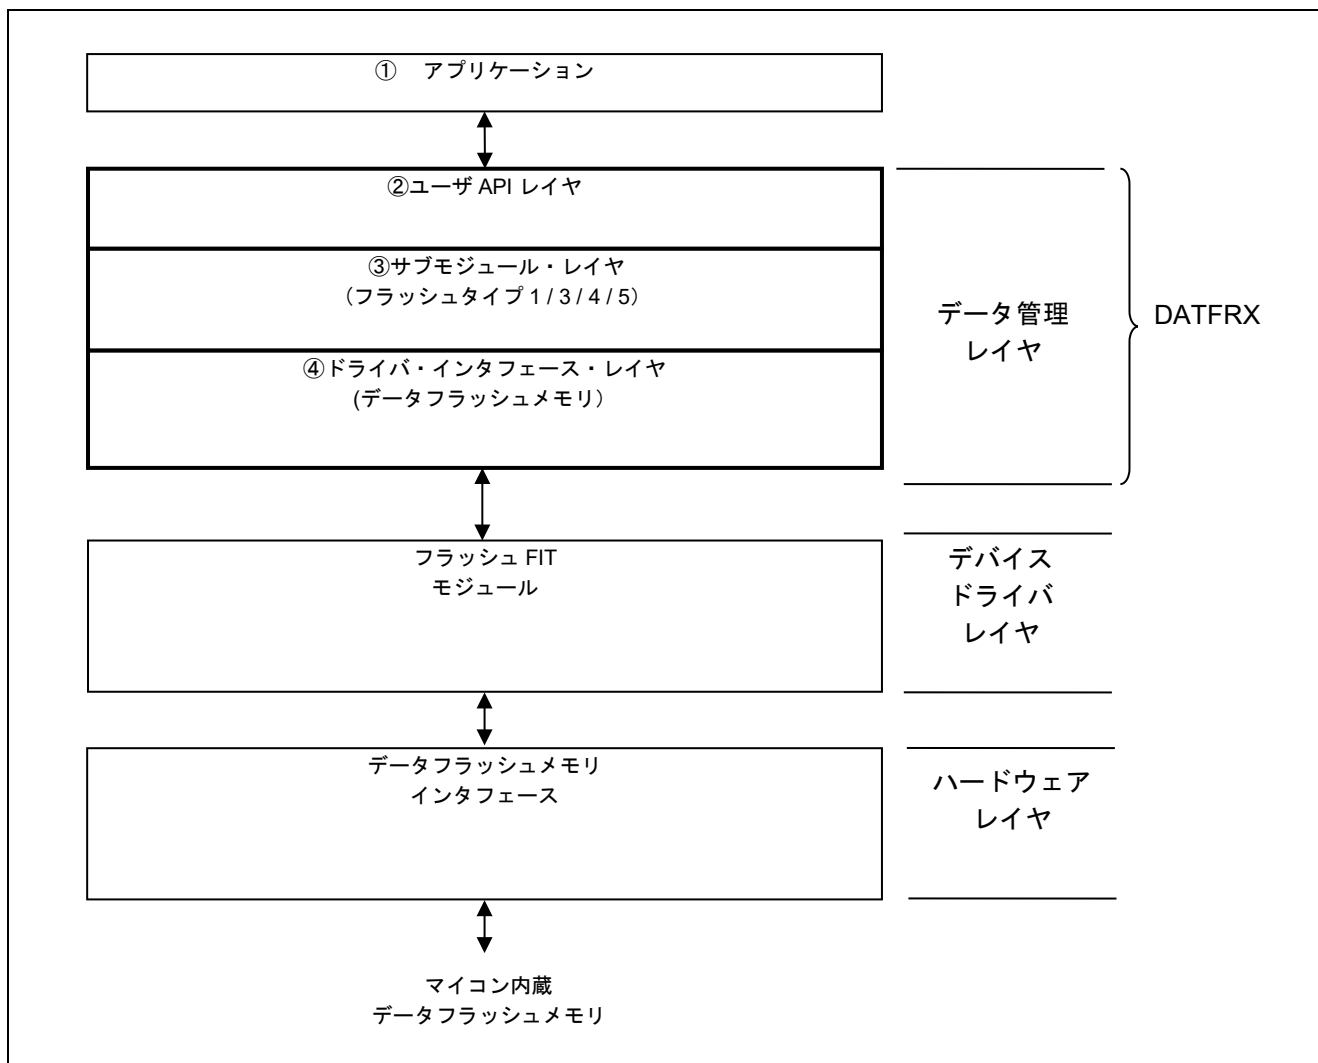 ① アプリケーション
②ユーザ API レイヤ
③サブモジュール・レイヤ
（フラッシュタイプ 1 / 3 / 4 / 5）
④ドライバ・インタフェース・レイヤ
(データフラッシュメモリ）
データ管理
レイヤ
DATFRX
フラッシュ FIT
モジュール
デバイス
ドライバ
レイヤ
データフラッシュメモリ
インタフェース
ハードウェア
レイヤ
マイコン内蔵
データフラッシュメモリ